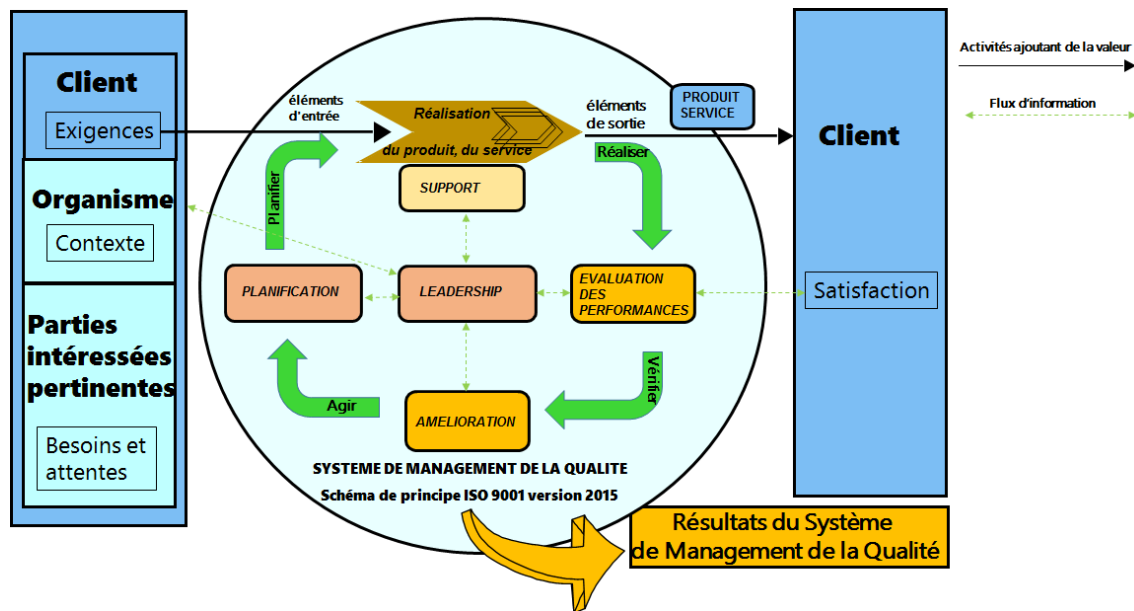 Client
Exigences
Organisme
Contexte
Parties
intéressées
pertinentes
Besoins et
attentes
éléments
d'entrée
Réalisation
du produit, du service
éléments
de sortie
PRODUIT
SERVICE
Planifier
Réaliser
SUPPORT
PLANIFICATION
LEADERSHIP
EVALUATION
DES
PERFORMANCES
Vérifier
Agir
AMELIORATION
SYSTEME DE MANAGEMENT DE LA QUALITE
Schéma de principe ISO 9001 version 2015
Client
Satisfaction
Résultats du Système
de Management de la Qualité
Activités ajoutant de la valeur
Flux d'information